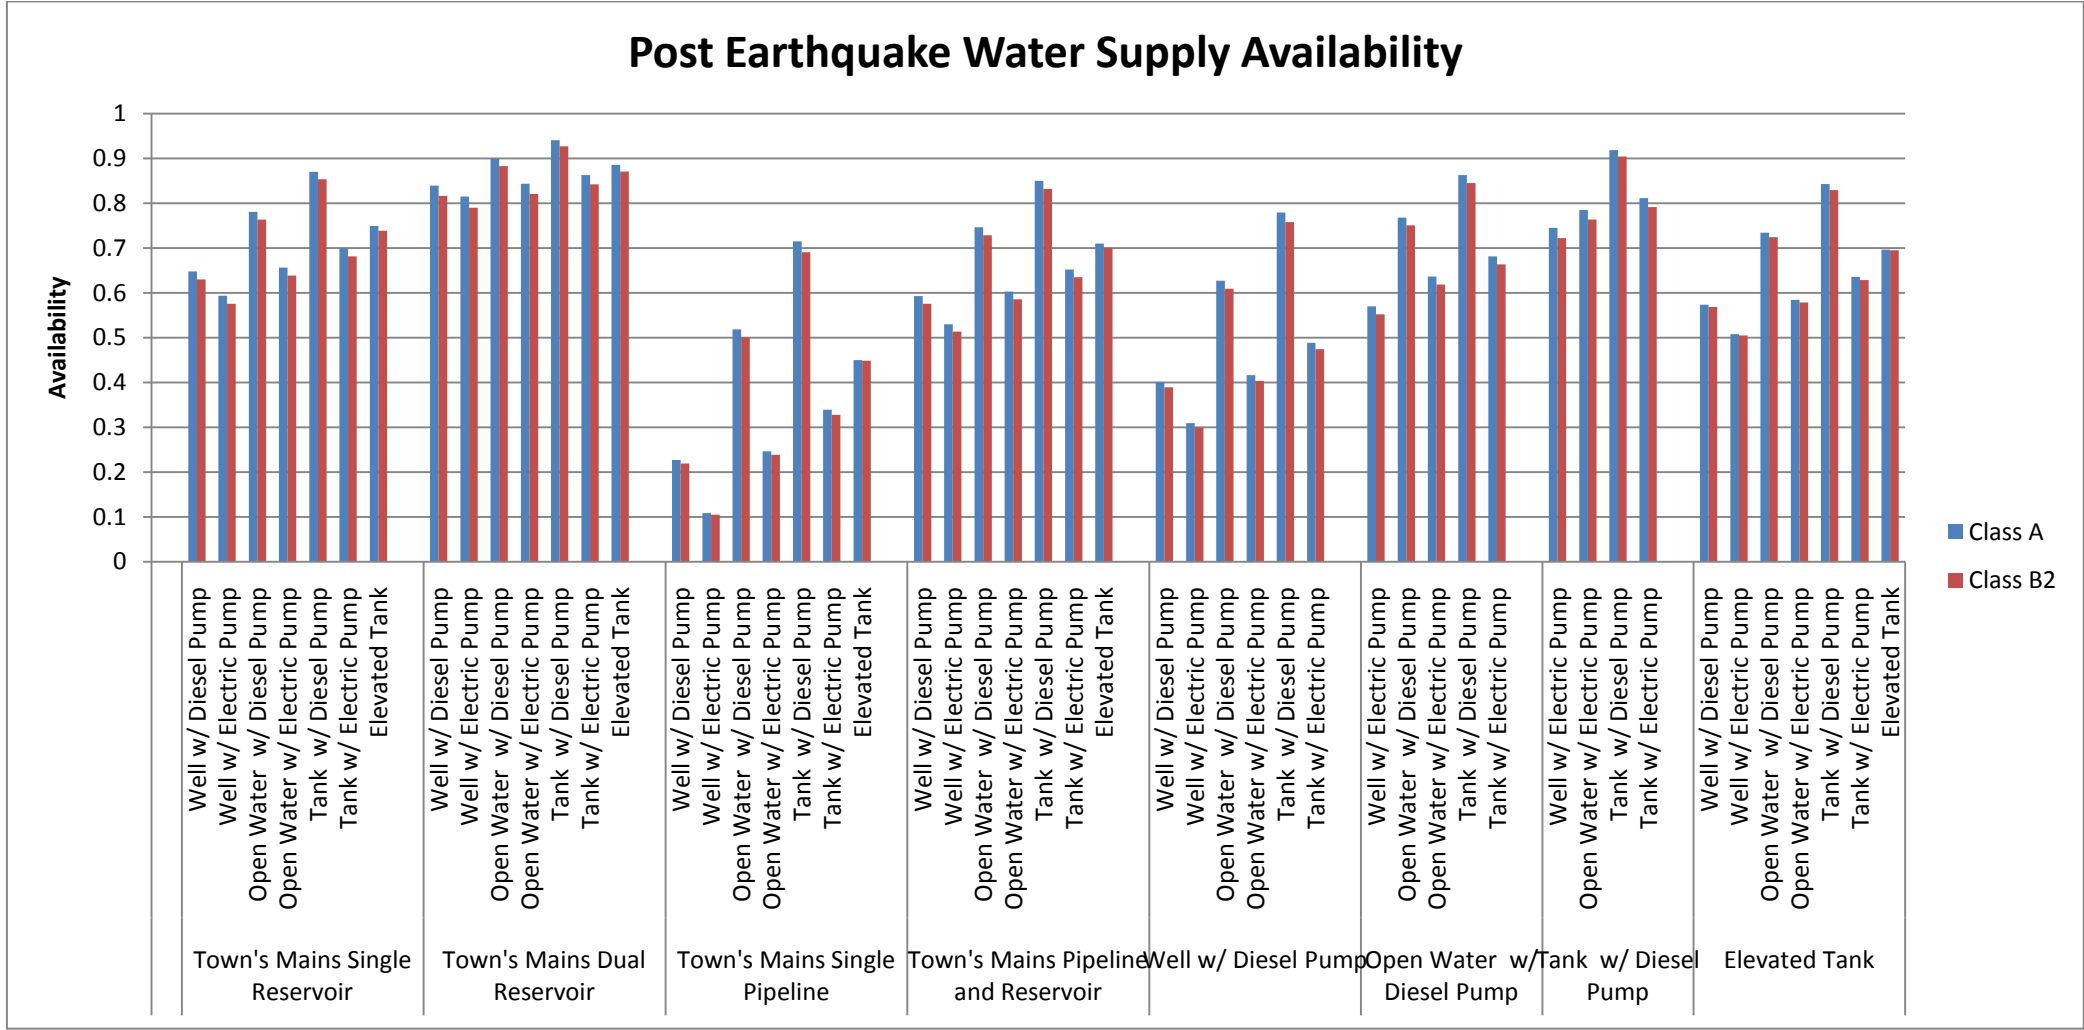 Post Earthquake Water Supply Availability
Availability
1
0.9
0.8
0.7
0.6
0.5
0.4
0.3
0.2
0.1
0
Class A
Class B2
Well w/ Diesel Pump
Well w/ Electric Pump
Open Water w/ Diesel Pump
Open Water w/ Electric Pump
Tank w/ Diesel Pump
Tank w/ Electric Pump
Elevated Tank
Well w/ Diesel Pump
Well w/ Electric Pump
Open Water w/ Diesel Pump
Open Water w/ Electric Pump
Tank w/ Diesel Pump
Tank w/ Electric Pump
Elevated Tank
Well w/ Diesel Pump
Well w/ Electric Pump
Open Water w/ Diesel Pump
Open Water w/ Electric Pump
Tank w/ Diesel Pump
Tank w/ Electric Pump
Elevated Tank
Well w/ Diesel Pump
Well w/ Electric Pump
Open Water w/ Diesel Pump
Open Water w/ Electric Pump
Tank w/ Diesel Pump
Tank w/ Electric Pump
Elevated Tank
Well w/ Diesel Pump
Well w/ Electric Pump
Open Water w/ Diesel Pump
Open Water w/ Electric Pump
Tank w/ Diesel Pump
Tank w/ Electric Pump
Well w/ Electric Pump
Open Water w/ Diesel Pump
Open Water w/ Electric Pump
Tank w/ Diesel Pump
Tank w/ Electric Pump
Well w/ Electric Pump
Open Water w/ Electric Pump
Tank w/ Diesel Pump
Tank w/ Electric Pump
Well w/ Diesel Pump
Well w/ Electric Pump
Open Water w/ Diesel Pump
Open Water w/ Electric Pump
Tank w/ Diesel Pump
Tank w/ Electric Pump
Elevated Tank
Town's Mains Single
Reservoir
Town's Mains Dual
Reservoir
Town's Mains Single
Pipeline
Town's Mains Pipeline
and Reservoir
Well w/ Diesel Pump
Open Water w/
Diesel Pump
Tank w/ Diesel
Pump
Elevated Tank